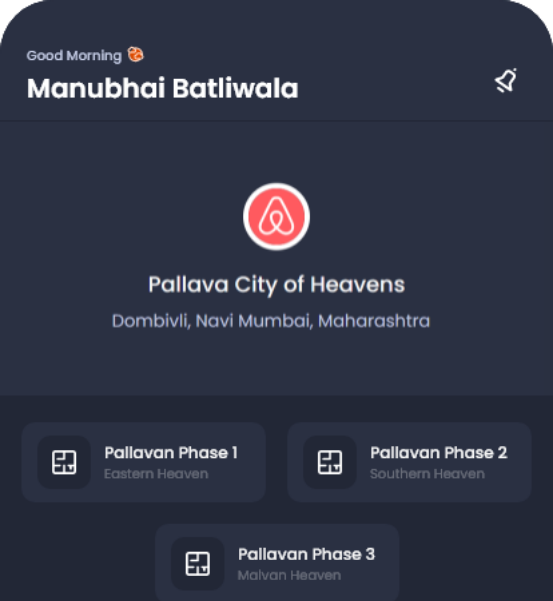 Good Morning
Manubhai Batliwala
Pallava City of Heavens
Dombivli, Navi Mumbai, Maharashtra
Pallavan Phase 1
Eastern Heaven
Pallavan Phase 2
Southern Heaven
Pallavan Phase 3
Malvan Heaven